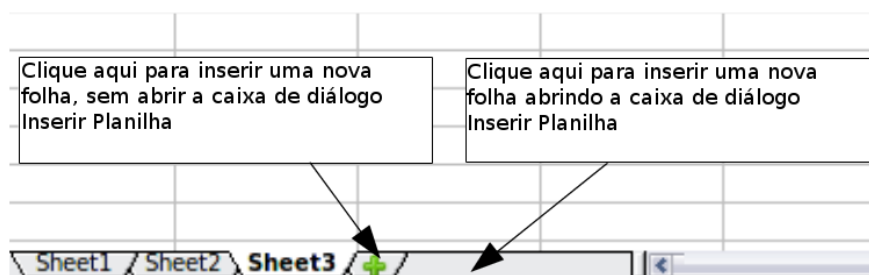 Clique aqui para inserir uma nova
folha, sem abrir a caixa de diálogo
Inserir Planilha
Clique aqui para inserir uma nova
folha abrindo a caixa de diálogo
Inserir Planilha
Sheet1 Sheet2 Sheet3